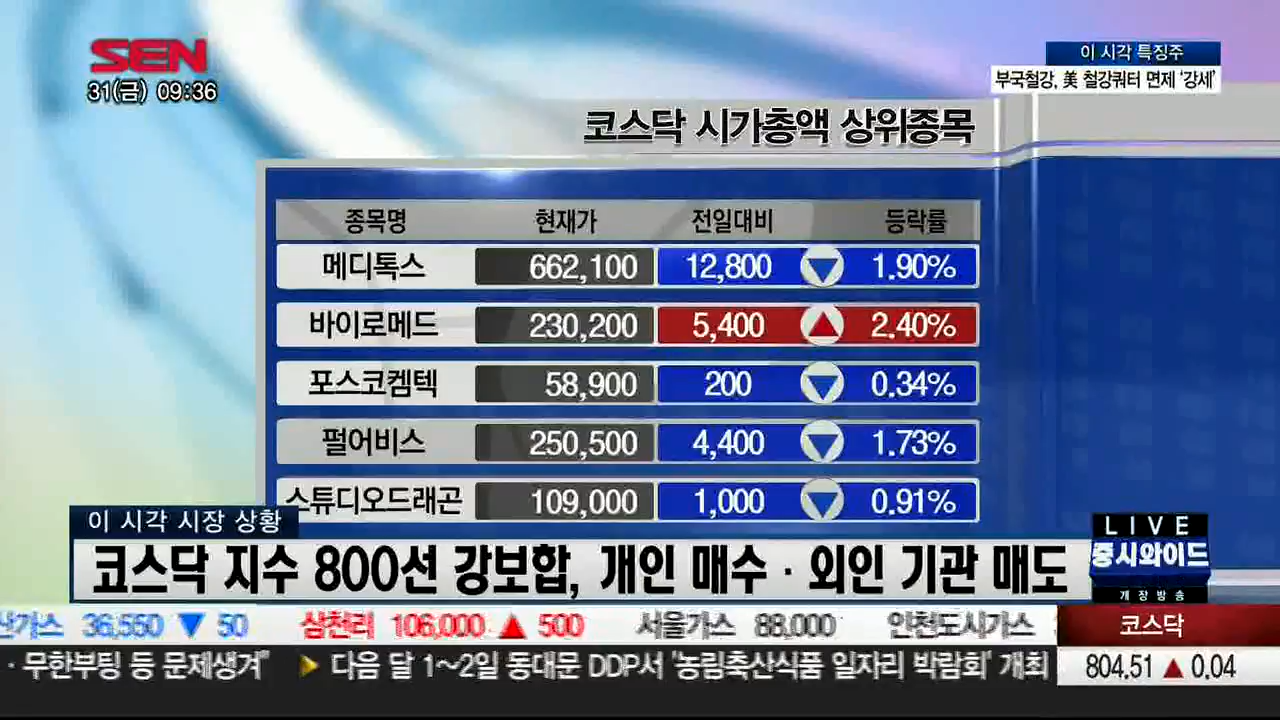 SEN
31(금) 09:36
이 시각 특징주
부국철강, 美 철강쿼터 면제 '강세'
코스닥 시가총액 상위종목
종목명 현재가 전일대비 등락률
메디톡스 662,100 12,800 ▼ 1.90%
바이로메드 230,200 5,400 ▲ 2.40%
포스코켐텍 58,900 200 ▼ 0.34%
펄어비스 250,500 4,400 ▼ 1.73%
스튜디오드래곤 109,000 1,000 ▼ 0.91%
이 시각 시장 상황
코스닥 지수 800선 강보합, 개인 매수·외인 기관 매도
LIVE
증시와이드
개장방송
산가스 36,550 ▼ 50 삼천리 106,000 ▲ 500 서울가스 88,000 인천도시가스
코스닥
· 무한부팅 등 문제생겨" ▶ 다음 달 1~2일 동대문 DDP서 '농림축산식품 일자리 박람회' 개최
804.51 ▲ 0.04